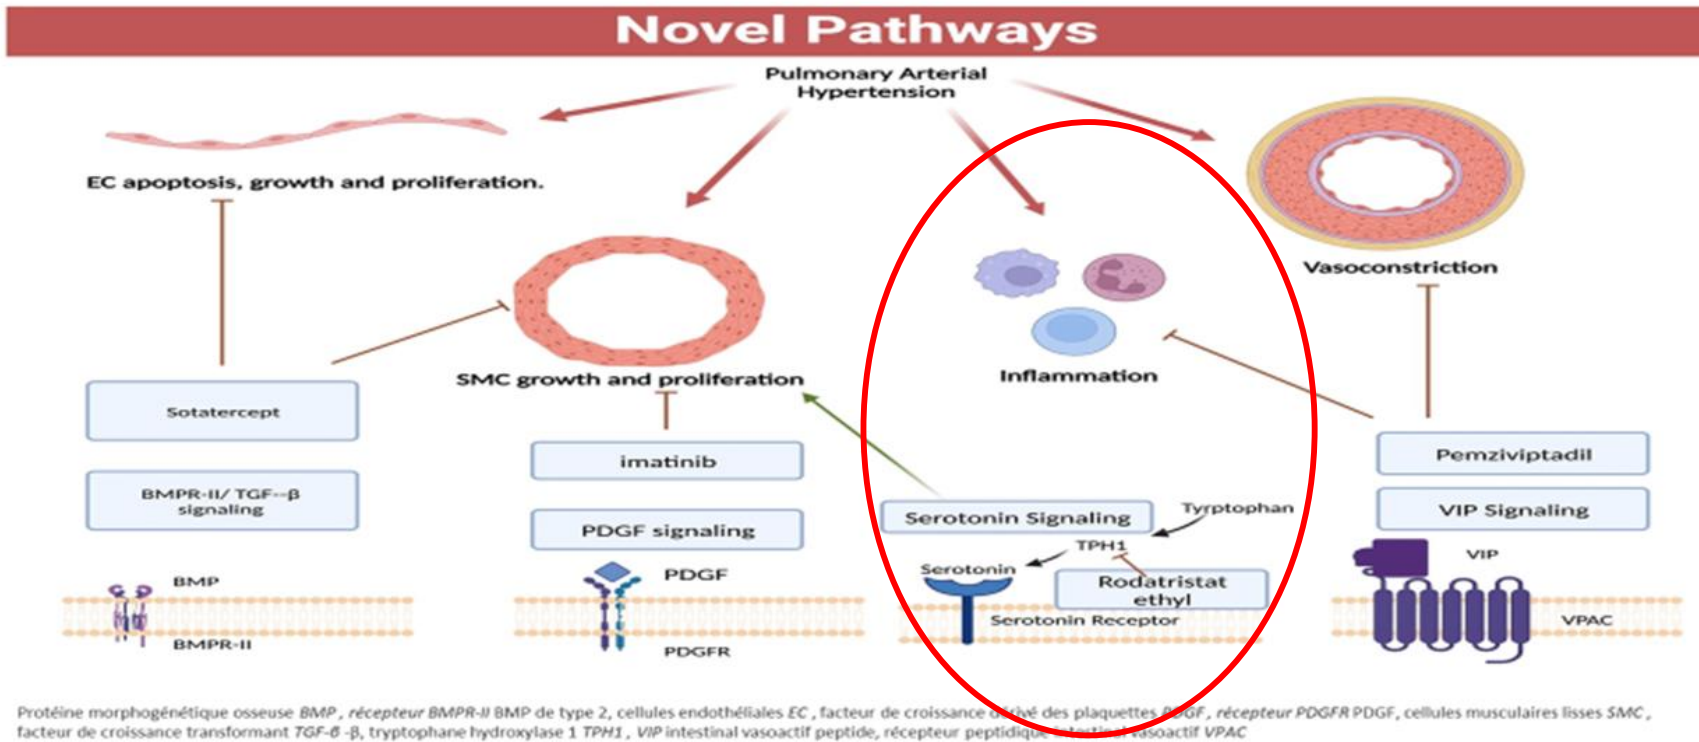 Novel Pathways
Pulmonary Arterial
Hypertension
EC apoptosis, growth and proliferation.
Vasoconstriction
SMC growth and proliferation
Inflammation
Sotatercept
imatinib
Pemziviptadil
BMPR-II/ TGF--β
signaling
PDGF signaling
Serotonin Signaling
Tyrptophan
VIP Signaling
TPH1
Serotonin
Rodatristat
ethyl
Serotonin Receptor
BMP
BMPR-II
PDGF
PDGFR
VIP
VPAC
Protéine morphogénétique osseuse BMP , récepteur BMPR-II BMP de type 2, cellules endothéliales EC , facteur de croissance dérivé des plaquettes PDGF , récepteur PDGFR PDGF, cellules musculaires lisses SMC ,
facteur de croissance transformant TGF-β -β, tryptophane hydroxylase 1 TPH1 , VIP intestinal vasoactif peptide, récepteur peptidique intestinal vasoactif VPAC